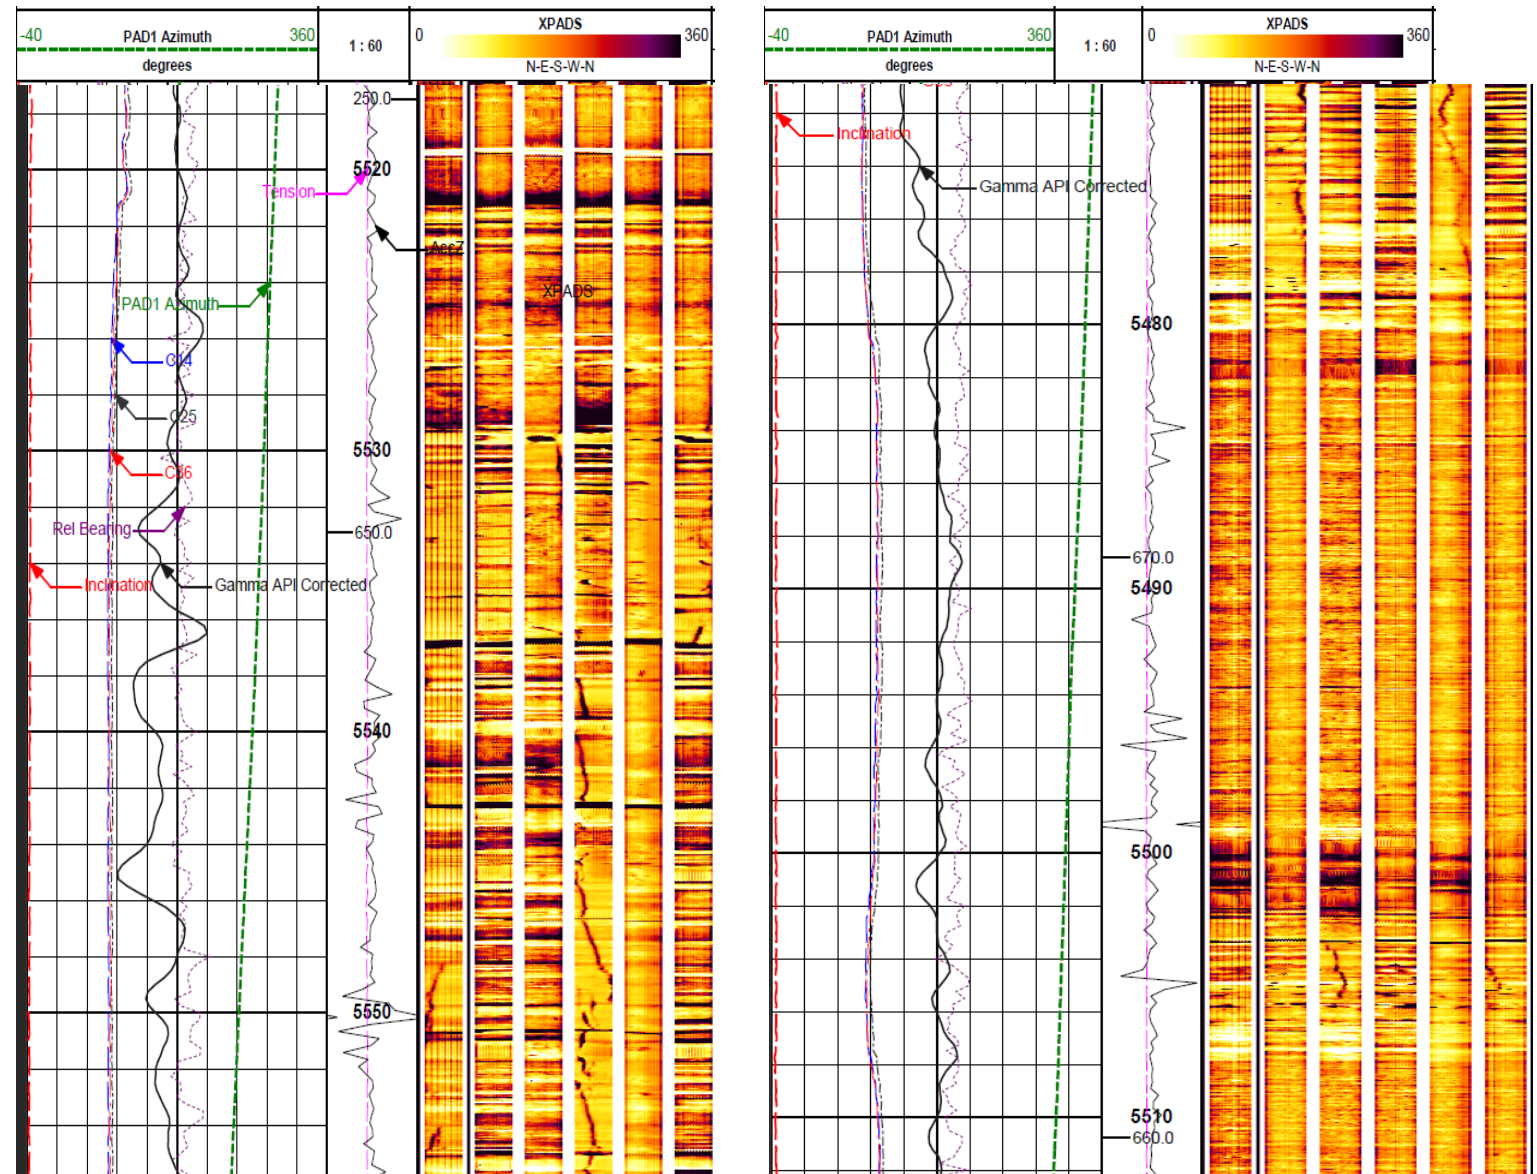 -40 PAD1 Azimuth 360
degrees
1 : 60
XPADS
0 360
N-E-S-W-N
250.0
5520
Tension
AccZ
XPADS
PAD1 Azimuth
C14
C25
5530
C36
Rel Bearing
650.0
Inclination
Gamma API Corrected
5540
5550
-40 PAD1 Azimuth 360
degrees
1 : 60
XPADS
0 360
N-E-S-W-N
Inclination
Gamma API Corrected
5480
670.0
5490
5500
5510
660.0